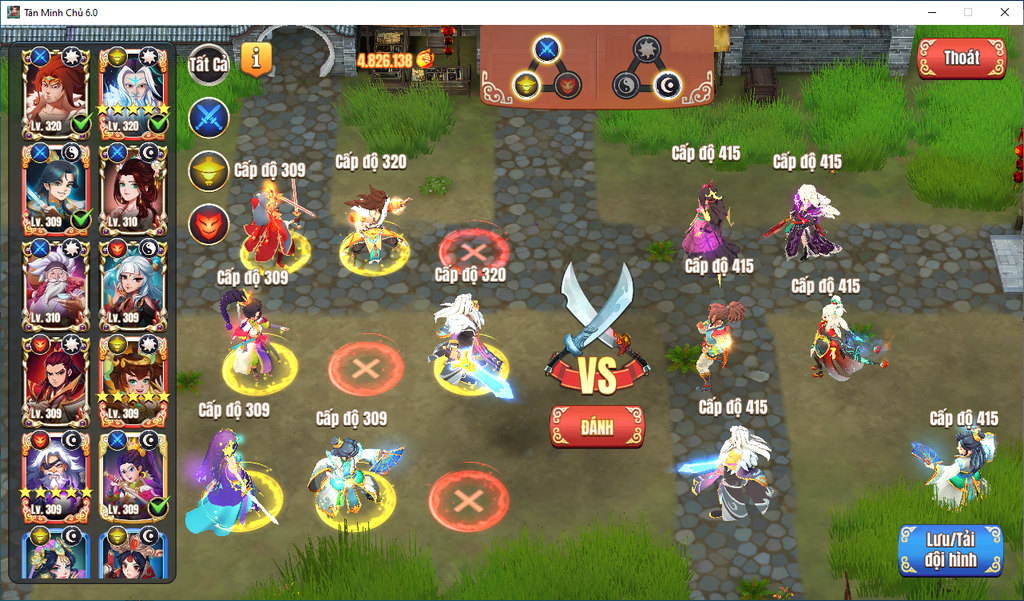 Tân Minh Chủ 6.0
Tất cả
i
4.826.138
Thoát
Lv. 320
Lv. 320
Lv. 309
Lv. 310
Lv. 310
Lv. 309
Lv. 309
Lv. 309
Lv. 309
Lv. 309
Cấp độ 309
Cấp độ 320
Cấp độ 415
Cấp độ 415
Cấp độ 309
Cấp độ 320
Cấp độ 415
Cấp độ 415
VS
Cấp độ 309
Cấp độ 309
ĐÁNH
Cấp độ 415
Cấp độ 415
Lưu/Tải
đội hình